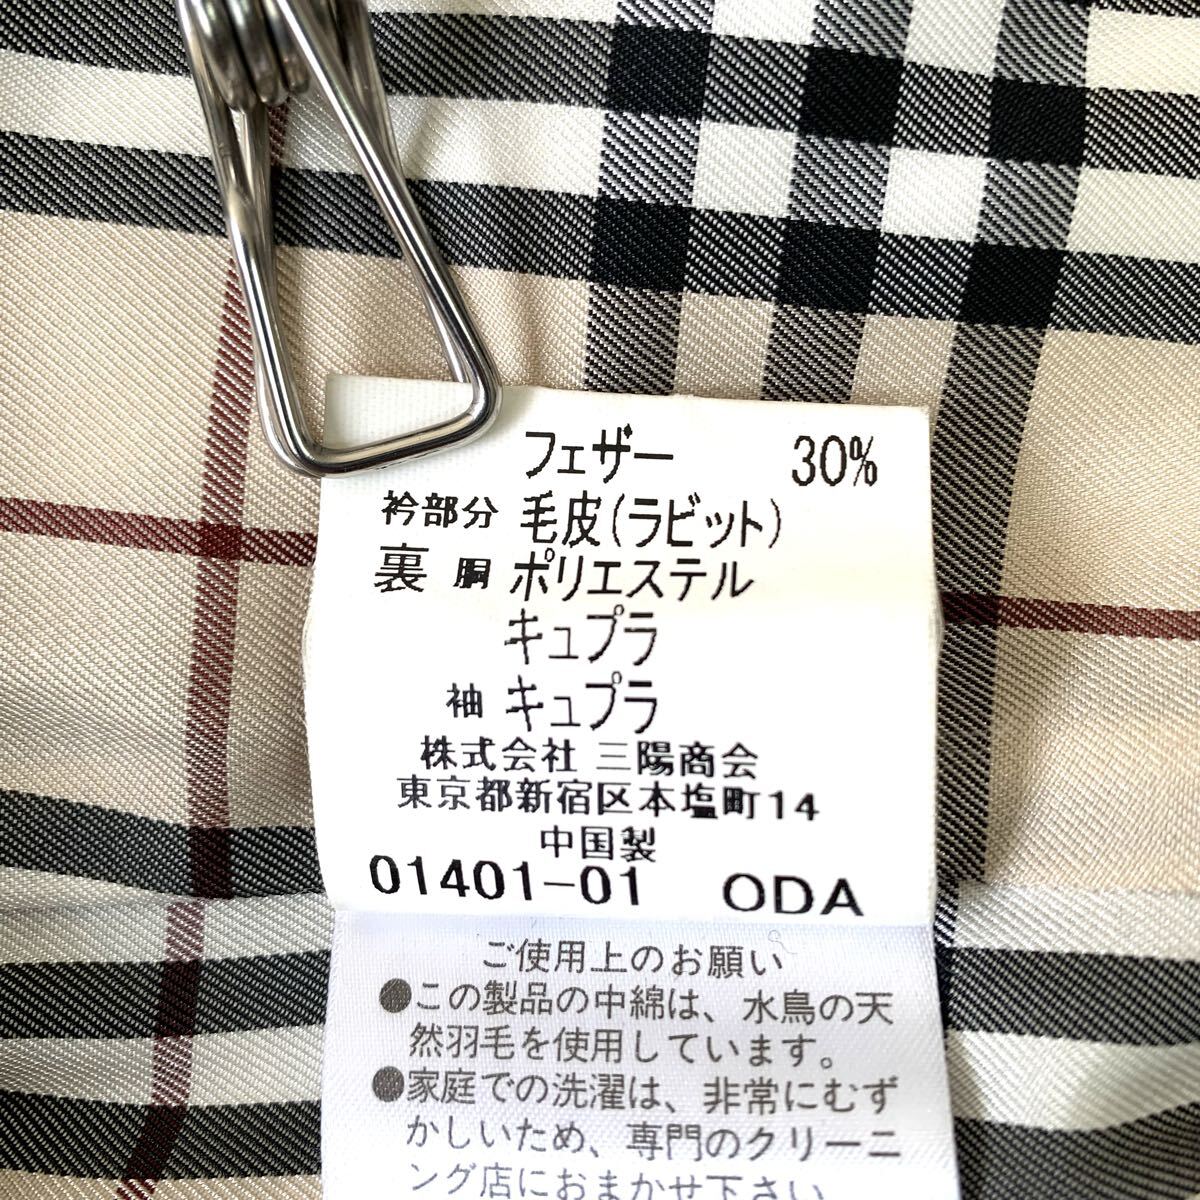 フェザー 30%
衿部分 毛皮(ラビット)
裏 胴 ポリエステル
キュプラ
袖 キュプラ
株式会社 三陽商会
東京都新宿区本塩町14
中国製
01401-01 ODA
ご使用上のお願い
●この製品の中綿は、水鳥の天
然羽毛を使用しています。
●家庭での洗濯は、非常にむず
かしいため、専門のクリーニ
ング店におまかせ下さい